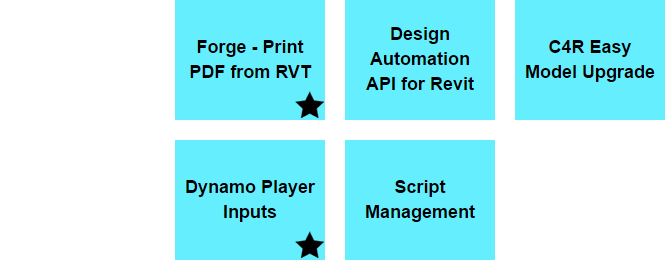 Forge - Print
PDF from RVT
Design
Automation
API for Revit
C4R Easy
Model Upgrade
Dynamo Player
Inputs
Script
Management